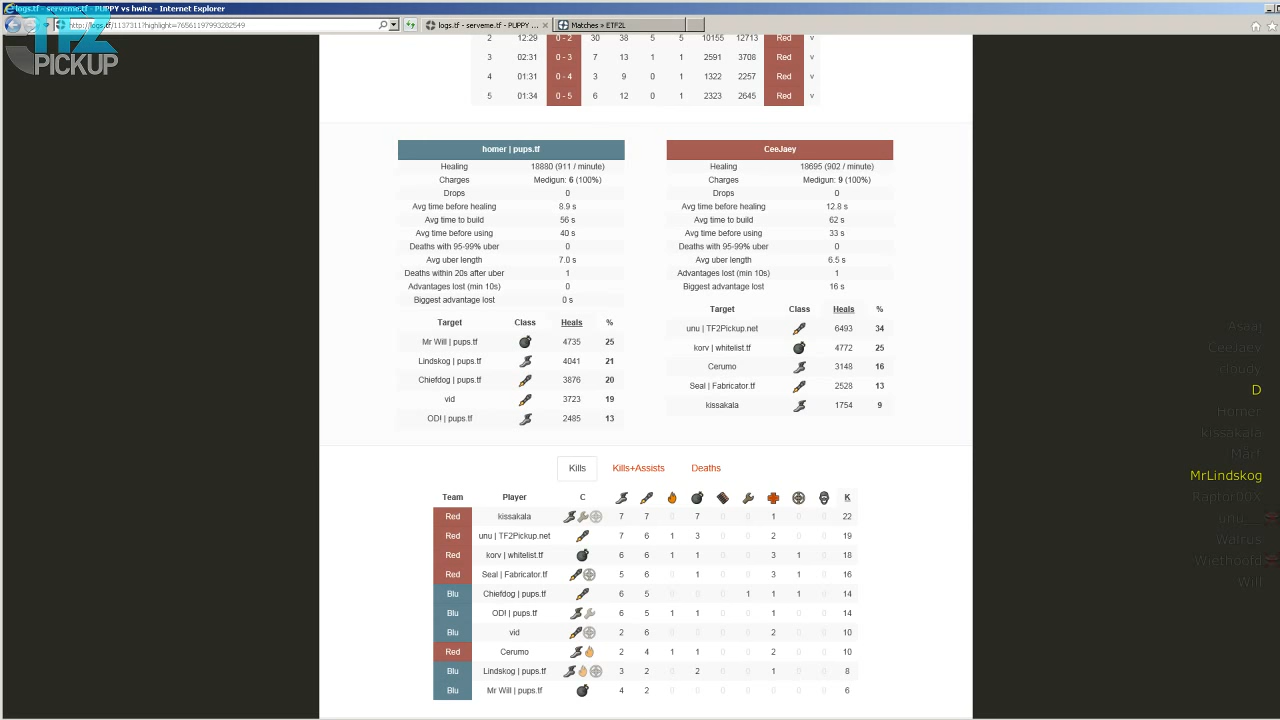 logs.tf - serveme.tf - PUPPY vs hwite - Internet Explorer
http://logs.tf/1137311?highlight=76561197993282549
logs.tf - serveme.tf - PUPPY ...
Matches » ETF2L
TF2
PICKUP
2 12:29 0 - 2 30 38 5 5 10155 12713 Red v
3 02:31 0 - 3 7 13 1 1 2591 3708 Red v
4 01:31 0 - 4 3 9 0 1 1322 2257 Red v
5 01:34 0 - 5 6 12 0 1 2323 2645 Red v
homer | pups.tf
Healing 18880 (911 / minute)
Charges Medigun: 6 (100%)
Drops 0
Avg time before healing 8.9 s
Avg time to build 56 s
Avg time before using 40 s
Deaths with 95-99% uber 0
Avg uber length 7.0 s
Deaths within 20s after uber 1
Advantages lost (min 10s) 0
Biggest advantage lost 0 s
Target Class Heals %
Mr Will | pups.tf 4735 25
Lindskog | pups.tf 4041 21
Chiefdog | pups.tf 3876 20
vid 3723 19
OD! | pups.tf 2485 13
CeeJaey
Healing 18695 (902 / minute)
Charges Medigun: 9 (100%)
Drops 0
Avg time before healing 12.8 s
Avg time to build 62 s
Avg time before using 33 s
Deaths with 95-99% uber 0
Avg uber length 6.5 s
Advantages lost (min 10s) 1
Biggest advantage lost 16 s
Target Class Heals %
unu | TF2Pickup.net 6493 34
korv | whitelist.tf 4772 25
Cerumo 3148 16
Seal | Fabricator.tf 2528 13
kissakala 1754 9
Kills Kills+Assists Deaths
Team Player C K
Red kissakala 7 7 0 7 0 0 1 0 0 22
Red unu | TF2Pickup.net 7 6 1 3 0 0 2 0 0 19
Red korv | whitelist.tf 6 6 1 1 0 0 3 1 0 18
Red Seal | Fabricator.tf 5 6 0 1 0 0 3 1 0 16
Blu Chiefdog | pups.tf 6 5 0 0 0 1 1 1 0 14
Blu OD! | pups.tf 6 5 1 1 0 0 1 0 0 14
Blu vid 2 6 0 0 0 0 2 0 0 10
Red Cerumo 2 4 1 1 0 0 2 0 0 10
Blu Lindskog | pups.tf 3 2 0 2 0 0 1 0 0 8
Blu Mr Will | pups.tf 4 2 0 0 0 0 0 0 0 6
Asaaj
CeeJaey
cloudy
D
Homer
kissakala
Mår!
MrLindskog
Raptor00X
unu__
Walrus
Wiethoofd
Will